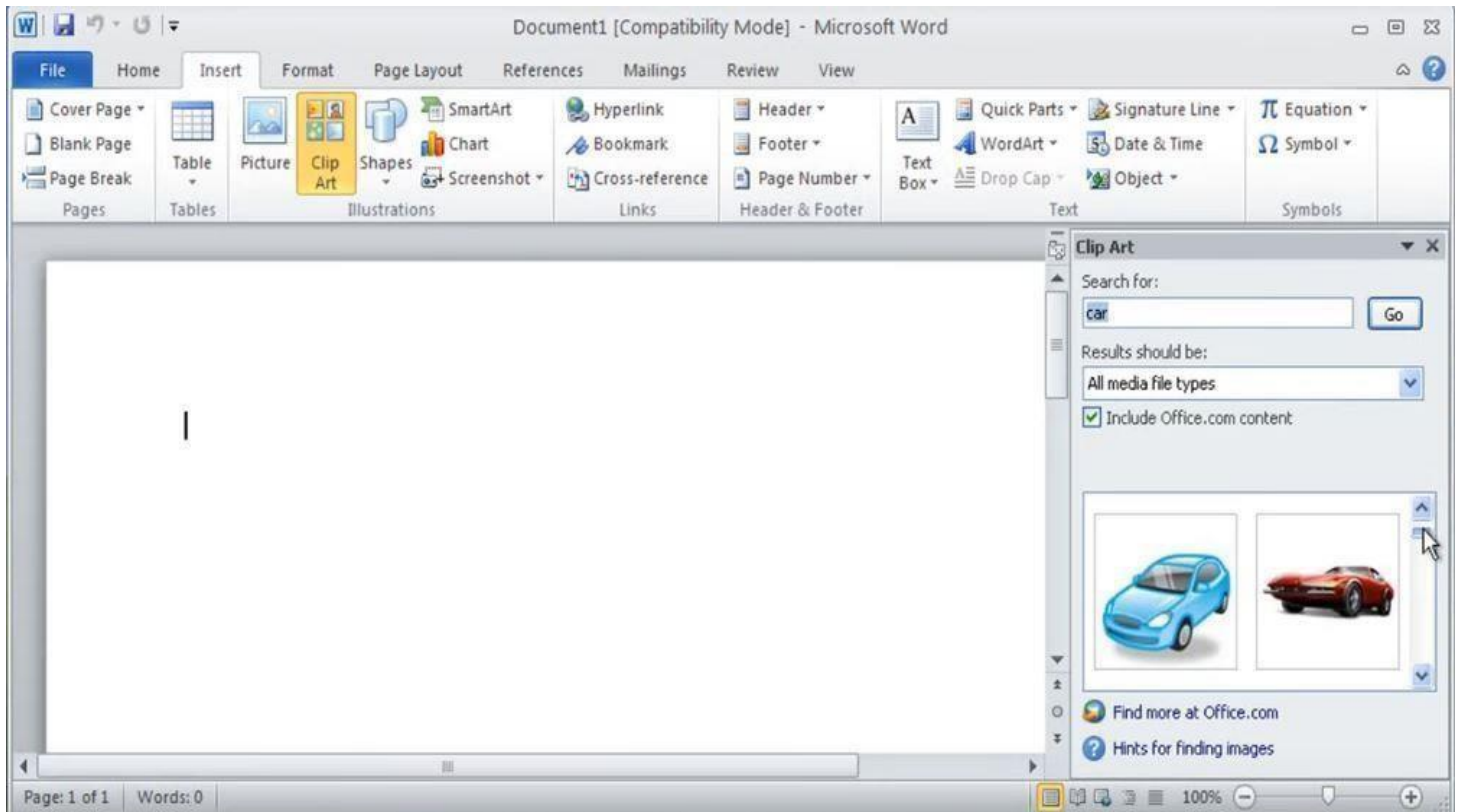 W
Document1 [Compatibility Mode] - Microsoft Word
File Home Insert Format Page Layout References Mailings Review View
Cover Page
Blank Page
Page Break
Pages
Table
Tables
Picture
Clip Art
Shapes
SmartArt
Chart
Screenshot
Illustrations
Hyperlink
Bookmark
Cross-reference
Links
Header
Footer
Page Number
Header & Footer
A
Text Box
Quick Parts
WordArt
Drop Cap
Signature Line
Date & Time
Object
Text
π Equation
Ω Symbol
Symbols
Clip Art
Search for:
car Go
Results should be:
All media file types
Include Office.com content
Find more at Office.com
Hints for finding images
Page: 1 of 1 Words: 0 100%